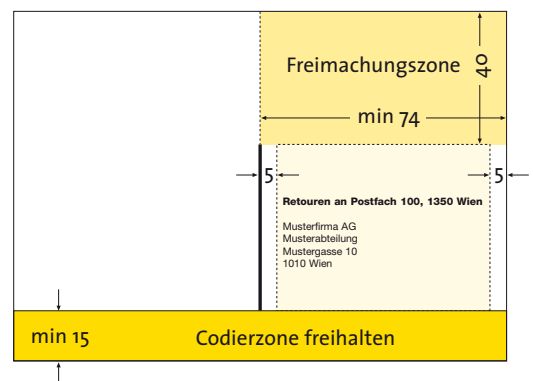 Freimachungszone
40
min 74
5
5
Retouren an Postfach 100, 1350 Wien
Musterfirma AG
Musterabteilung
Mustergasse 10
1010 Wien
min 15
Codierzone freihalten